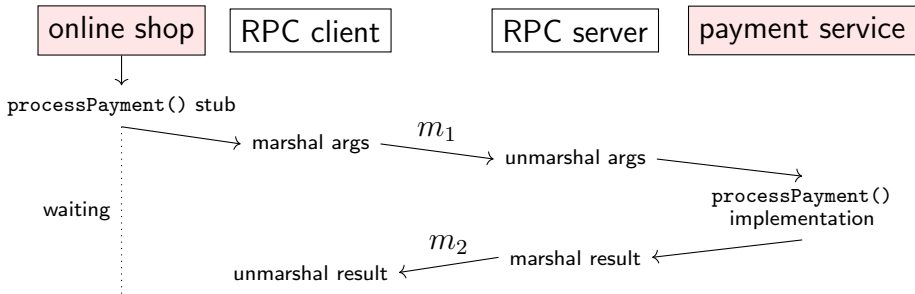 online shop
RPC client
RPC server
payment service
processPayment() stub
marshal args
m1
unmarshal args
waiting
processPayment()
implementation
m2
marshal result
unmarshal result